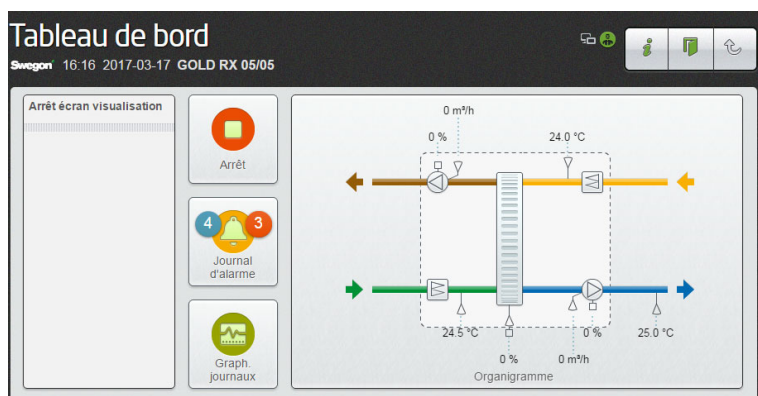 Tableau de bord
Swegon 16:16 2017-03-17 GOLD RX 05/05
Arrêt écran visualisation
Arrêt
4 3
Journal
d'alarme
Graph.
journaux
0 m³/h
0 % 24.0 °C
24.5 °C 0 % 25.0 °C
0 % 0 m³/h
Organigramme